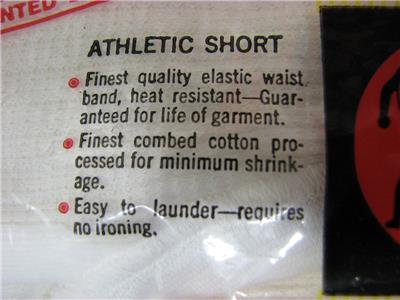 NTED
ATHLETIC SHORT
• Finest quality elastic waist
band, heat resistant—Guar-
anteed for life of garment.
• Finest combed cotton pro-
cessed for minimum shrink-
age.
• Easy to launder—requires
no ironing.